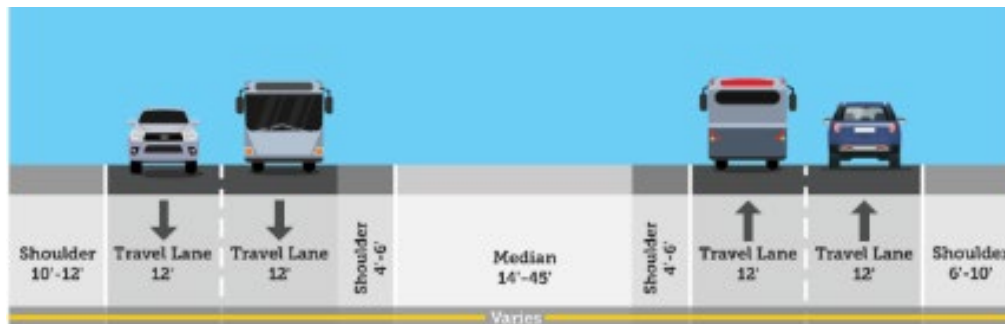 Shoulder
10'-12'
Travel Lane
12'
Travel Lane
12'
Shoulder
4'-6'
Median
14'-45'
Shoulder
4'-6'
Travel Lane
12'
Travel Lane
12'
Shoulder
6'-10'
Varies